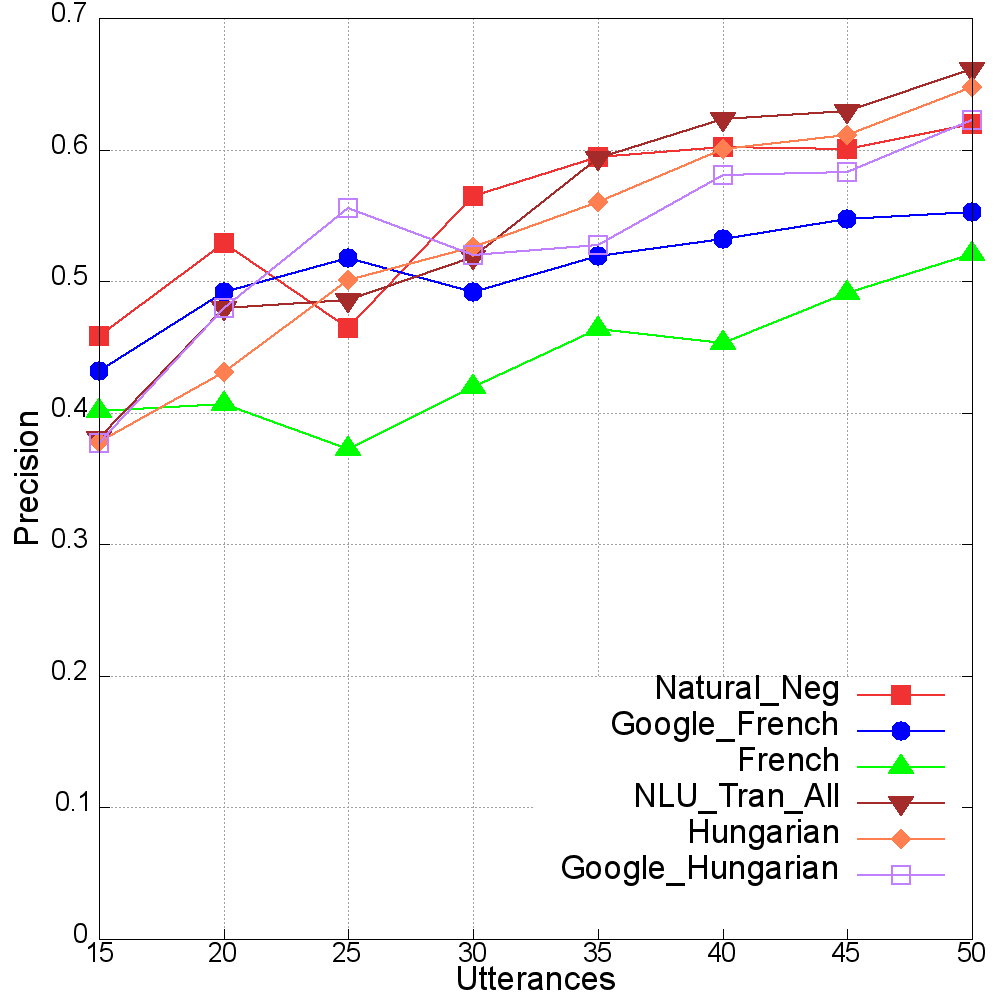 0.7
0.6
0.5
0.4
0.3
0.2
0.1
0
Precision
15 20 25 30 35 40 45 50
Utterances
Natural_Neg
Google_French
French
NLU_Tran_All
Hungarian
Google_Hungarian